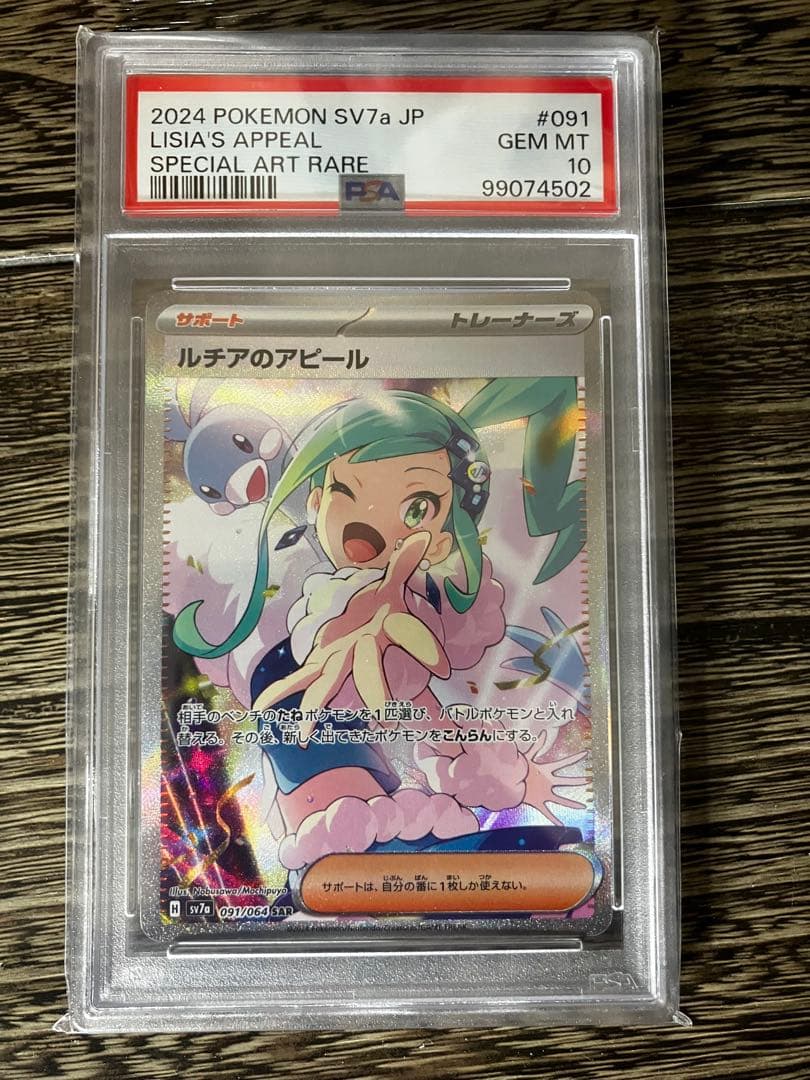 2024 POKEMON SV7a JP #091
LISIA'S APPEAL GEM MT
SPECIAL ART RARE 10
PSA 99074502
サポート トレーナーズ
ルチアのアピール
相手のベンチのたねポケモンを1匹選び、バトルポケモンと入れ
替える。その後、新しく出てきたポケモンをこんらんにする。
サポートは、自分の番に1枚しか使えない。
Illus. Nobusawa/Mochipuyo
H sv7a 091/064 SAR